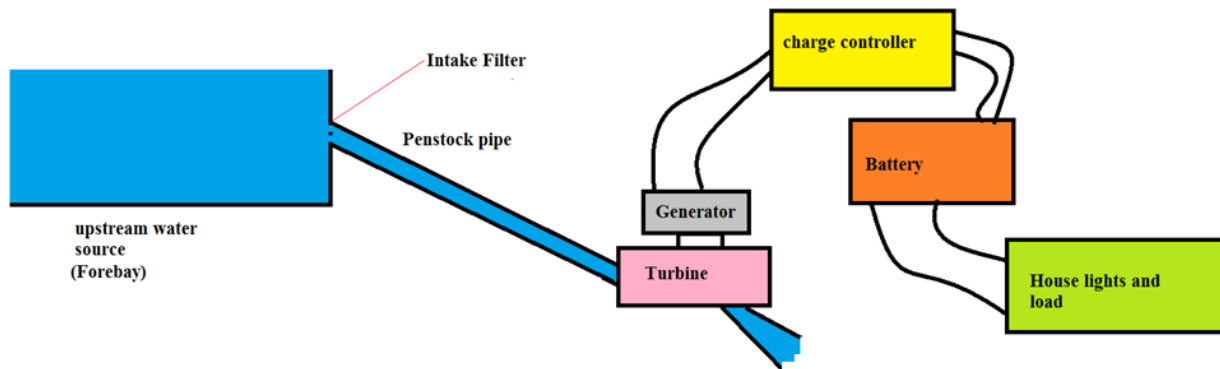 Intake Filter
charge controller
Penstock pipe
Battery
Generator
upstream water
source
(Forebay)
Turbine
House lights and
load